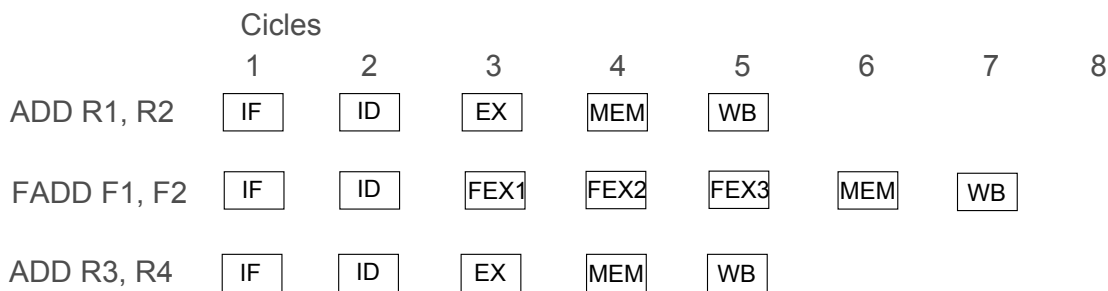 Cicles
1 2 3 4 5 6 7 8
ADD R1, R2 IF ID EX MEM WB
FADD F1, F2 IF ID FEX1 FEX2 FEX3 MEM WB
ADD R3, R4 IF ID EX MEM WB